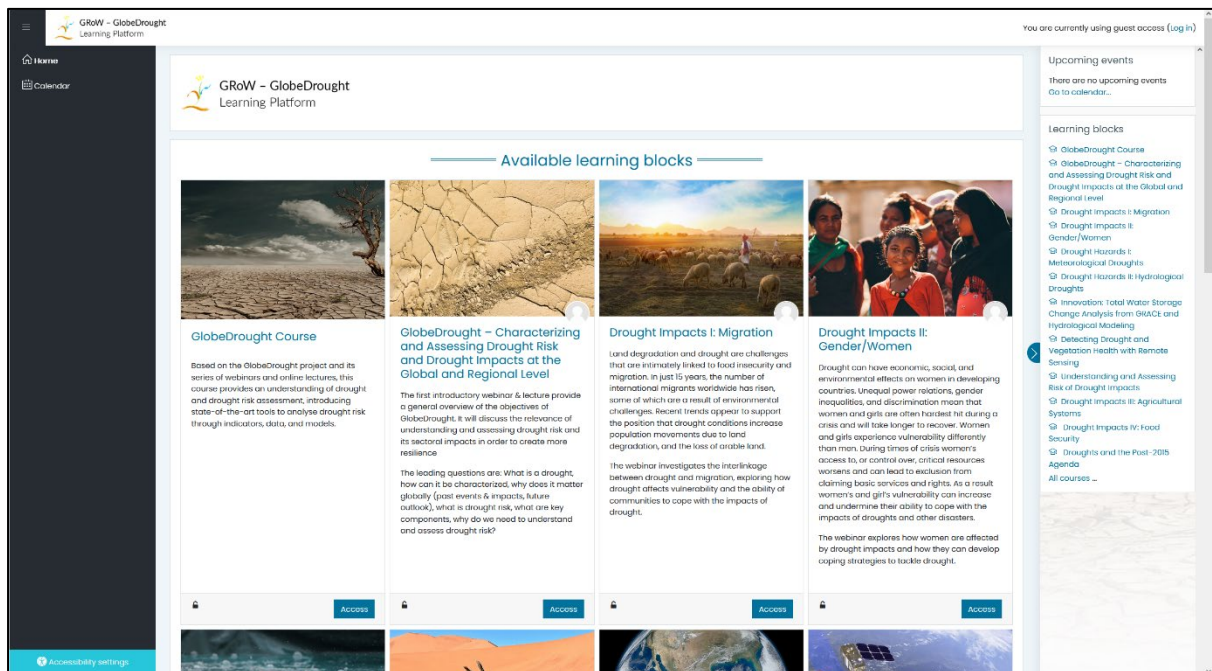 GRoW – GlobeDrought
Learning Platform
You are currently using guest access (Log in)
Home
Calendar
Accessibility settings
GRoW – GlobeDrought
Learning Platform
Available learning blocks
GlobeDrought Course
Based on the GlobeDrought project and its
series of webinars and online lectures, this
course provides an understanding of drought
and drought risk assessment, introducing
state-of-the-art tools to analyse drought risk
through indicators, data, and models.
Access
GlobeDrought – Characterizing
and Assessing Drought Risk
and Drought Impacts at the
Global and Regional Level
The first introductory webinar & lecture provide
a general overview of the objectives of
GlobeDrought. It will discuss the relevance of
understanding and assessing drought risk and
its sectoral impacts in order to create more
resilience
The leading questions are: What is a drought,
how can it be characterized, why does it matter
globally (past events & impacts, future
outlook), what is drought risk, what are key
components, why do we need to understand
and assess drought risk?
Access
Drought Impacts I: Migration
Land degradation and drought are challenges
that are intimately linked to food insecurity and
migration. In just 15 years, the number of
international migrants worldwide has risen,
some of which are a result of environmental
challenges. Recent trends appear to support
the position that drought conditions increase
population movements due to land
degradation, and the loss of arable land.
The webinar investigates the interlinkage
between drought and migration, exploring how
drought affects vulnerability and the ability of
communities to cope with the impacts of
drought.
Access
Drought Impacts II:
Gender/Women
Drought can have economic, social, and
environmental effects on women in developing
countries. Unequal power relations, gender
inequalities, and discrimination mean that
women and girls are often hardest hit during a
crisis and will take longer to recover. Women
and girls experience vulnerability differently
than men. During times of crisis women's
access to, or control over, critical resources
worsens and can lead to exclusion from
claiming basic services and rights. As a result
women's and girl's vulnerability can increase
and undermine their ability to cope with the
impacts of droughts and other disasters.
The webinar explores how women are affected
by drought impacts and how they can develop
coping strategies to tackle drought.
Access
Upcoming events
There are no upcoming events
Go to calendar...
Learning blocks
GlobeDrought Course
GlobeDrought – Characterizing
and Assessing Drought Risk and
Drought Impacts at the Global and
Regional Level
Drought Impacts I: Migration
Drought Impacts II:
Gender/Women
Drought Hazards I:
Meteorological Droughts
Drought Hazards II: Hydrological
Droughts
Innovation: Total Water Storage
Change Analysis from GRACE and
Hydrological Modeling
Detecting Drought and
Vegetation Health with Remote
Sensing
Understanding and Assessing
Risk of Drought Impacts
Drought Impacts III: Agricultural
Systems
Drought Impacts IV: Food
Security
Droughts and the Post-2015
Agenda
All courses ...